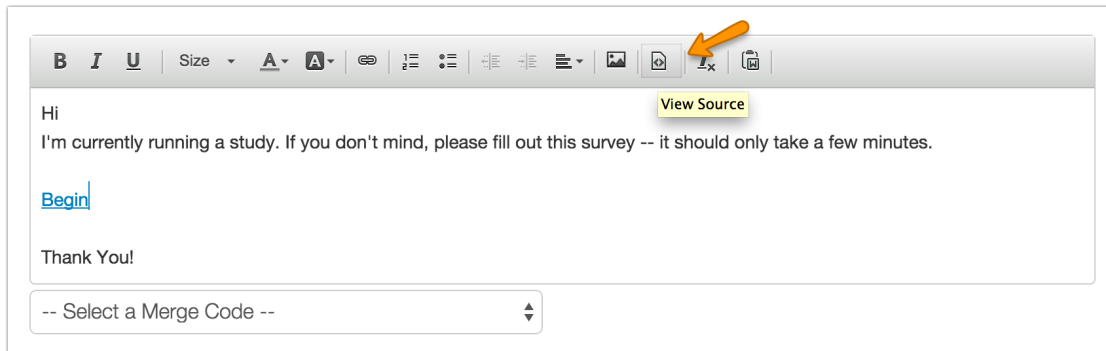 B I U Size A A
View Source
Hi
I'm currently running a study. If you don't mind, please fill out this survey -- it should only take a few minutes.
Begin
Thank You!
-- Select a Merge Code --